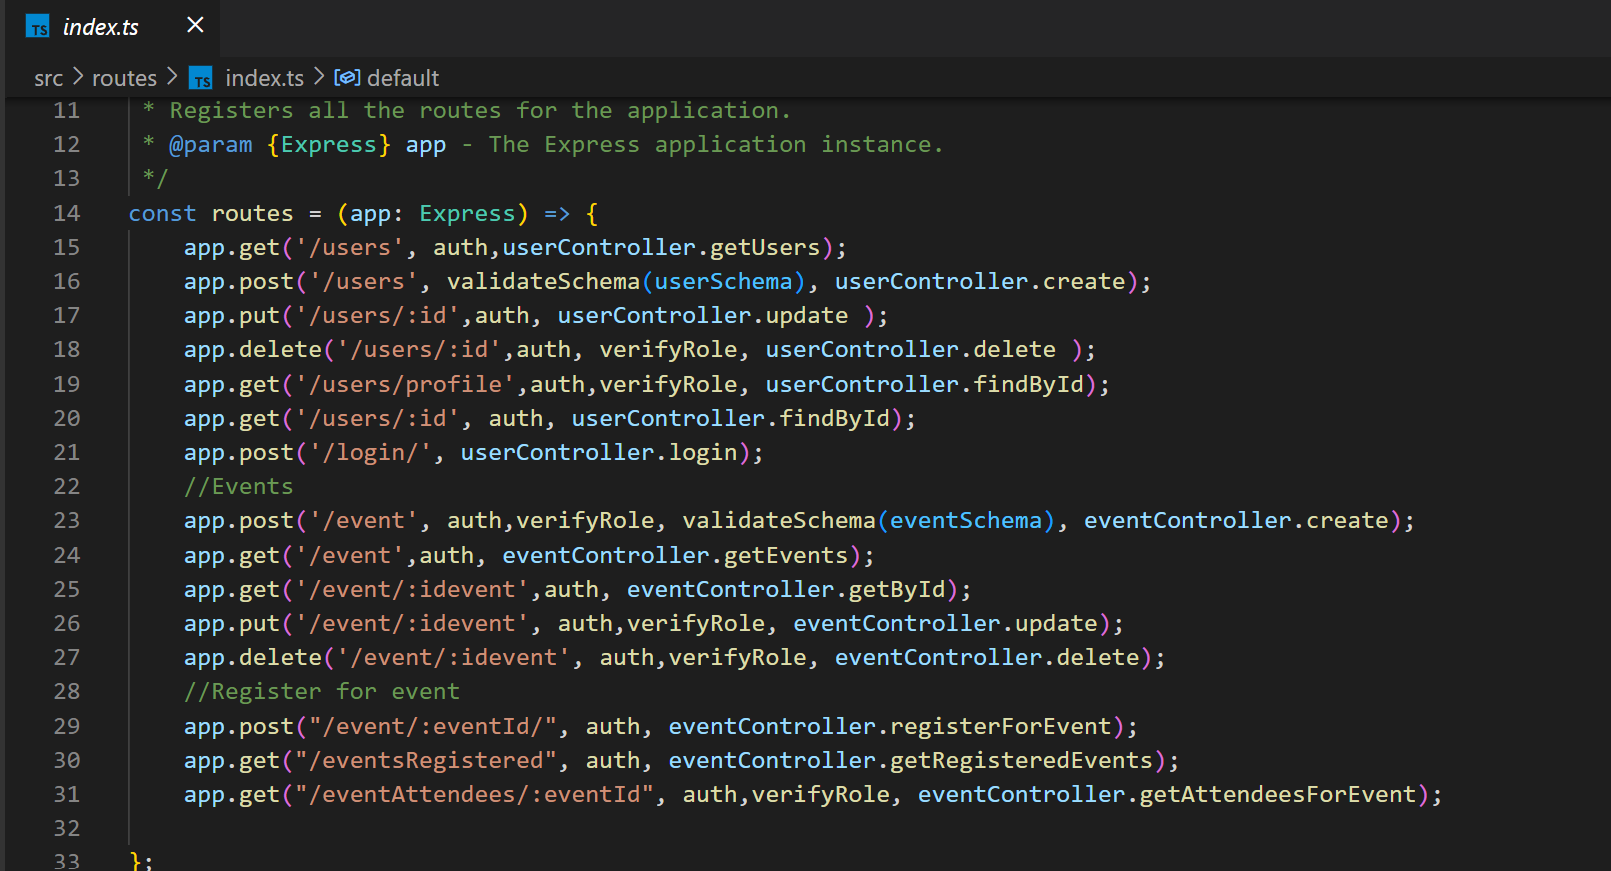 TS index.ts ×
src > routes > TS index.ts > default
11 * Registers all the routes for the application.
12 * @param {Express} app - The Express application instance.
13 */
14 const routes = (app: Express) => {
15 app.get('/users', auth,userController.getUsers);
16 app.post('/users', validateSchema(userSchema), userController.create);
17 app.put('/users/:id',auth, userController.update );
18 app.delete('/users/:id',auth, verifyRole, userController.delete );
19 app.get('/users/profile',auth,verifyRole, userController.findById);
20 app.get('/users/:id', auth, userController.findById);
21 app.post('/login/', userController.login);
22 //Events
23 app.post('/event', auth,verifyRole, validateSchema(eventSchema), eventController.create);
24 app.get('/event',auth, eventController.getEvents);
25 app.get('/event/:idevent',auth, eventController.getById);
26 app.put('/event/:idevent', auth,verifyRole, eventController.update);
27 app.delete('/event/:idevent', auth,verifyRole, eventController.delete);
28 //Register for event
29 app.post("/event/:eventId/", auth, eventController.registerForEvent);
30 app.get("/eventsRegistered", auth, eventController.getRegisteredEvents);
31 app.get("/eventAttendees/:eventId", auth,verifyRole, eventController.getAttendeesForEvent);
32
33 };